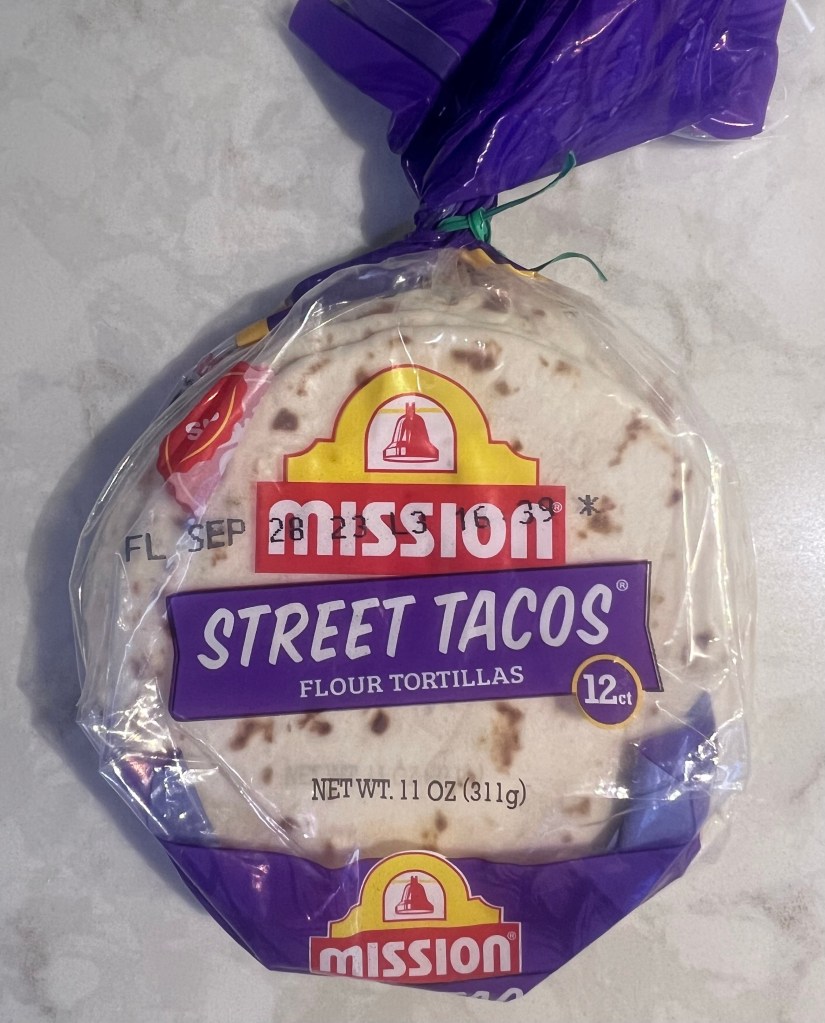 FL SEP 28 23 L3 16 39 *
MISSION®
STREET TACOS®
FLOUR TORTILLAS
12ct
NET WT. 11 OZ (311g)
MISSION®